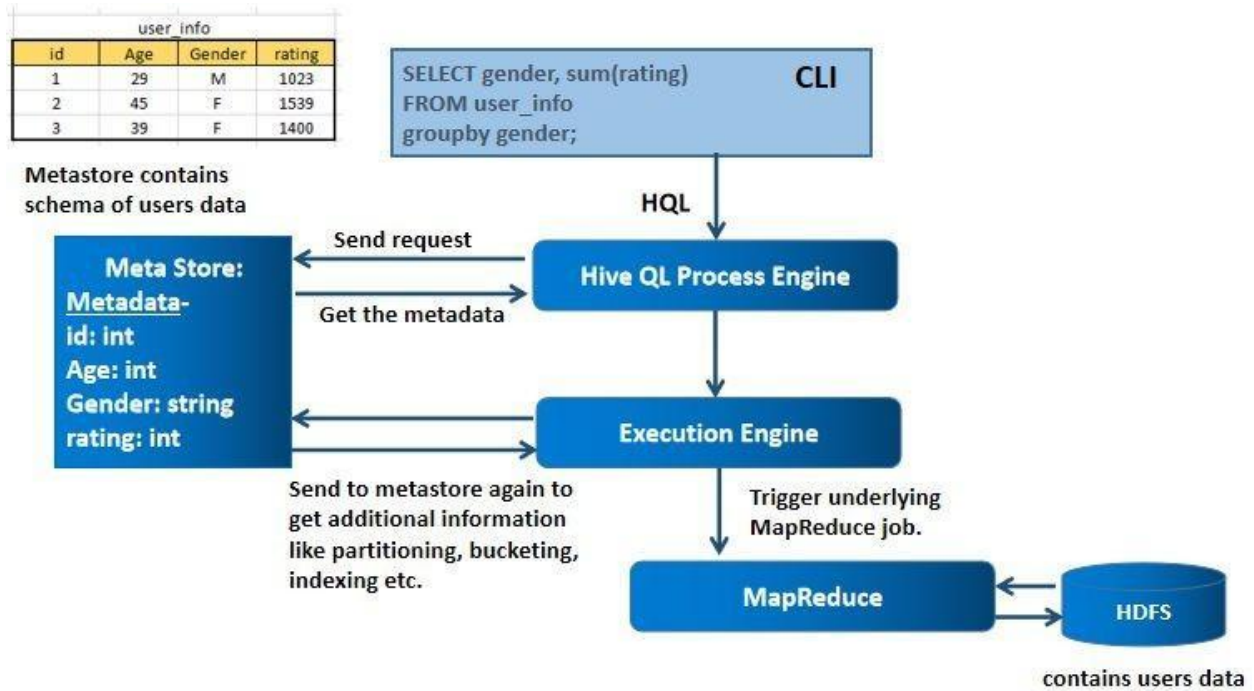 user_info
id Age Gender rating
1 29 M 1023
2 45 F 1539
3 39 F 1400
Metastore contains
schema of users data
SELECT gender, sum(rating)
FROM user_info
groupby gender;
CLI
HQL
Send request
Get the metadata
Hive QL Process Engine
Meta Store:
Metadata-
id: int
Age: int
Gender: string
rating: int
Execution Engine
Send to metastore again to
get additional information
like partitioning, bucketing,
indexing etc.
Trigger underlying
MapReduce job.
MapReduce
HDFS
contains users data